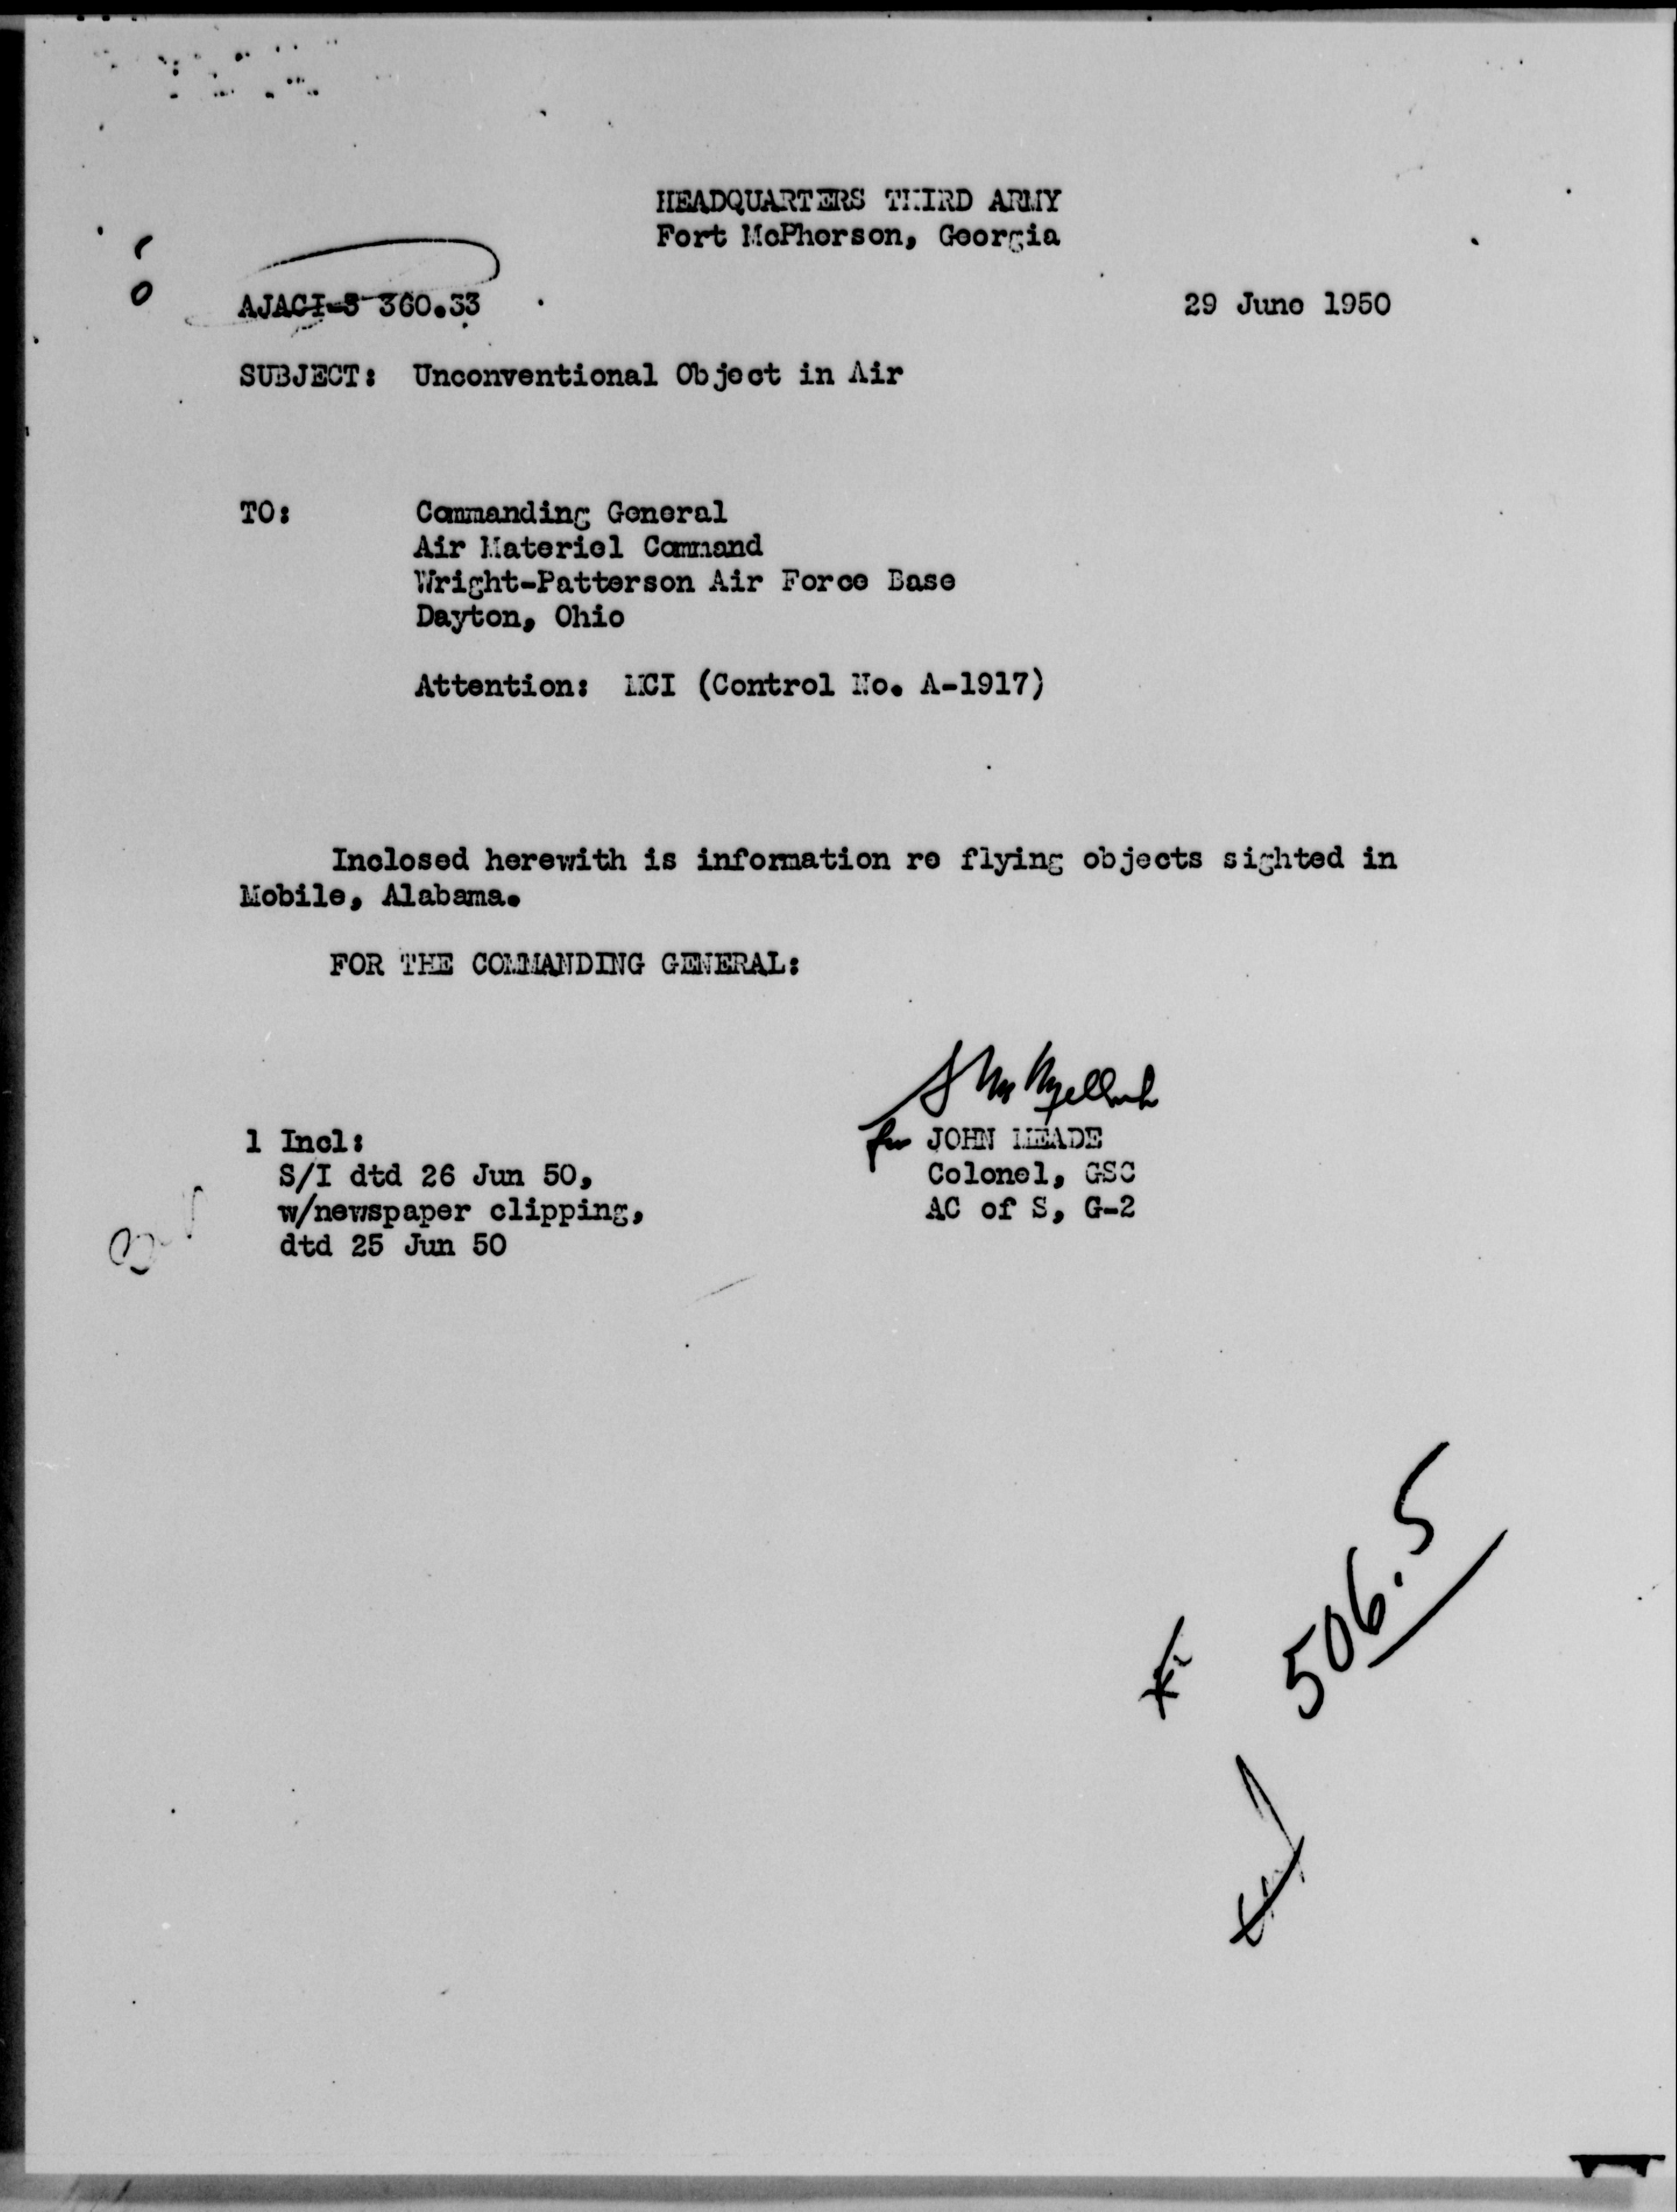 HEADQUARTERS THIRD ARMY
Fort McPherson, Georgia
AJACI-S 360.33
29 June 1950
SUBJECT: Unconventional Object in Air
TO: Commanding General
Air Materiel Command
Wright-Patterson Air Force Base
Dayton, Ohio
Attention: MCI (Control No. A-1917)
Inclosed herewith is information re flying objects sighted in
Mobile, Alabama.
FOR THE COMMANDING GENERAL:
for JOHN MEADE
Colonel, GSC
AC of S, G-2
1 Incl:
S/I dtd 26 Jun 50,
w/newspaper clipping,
dtd 25 Jun 50
506.5